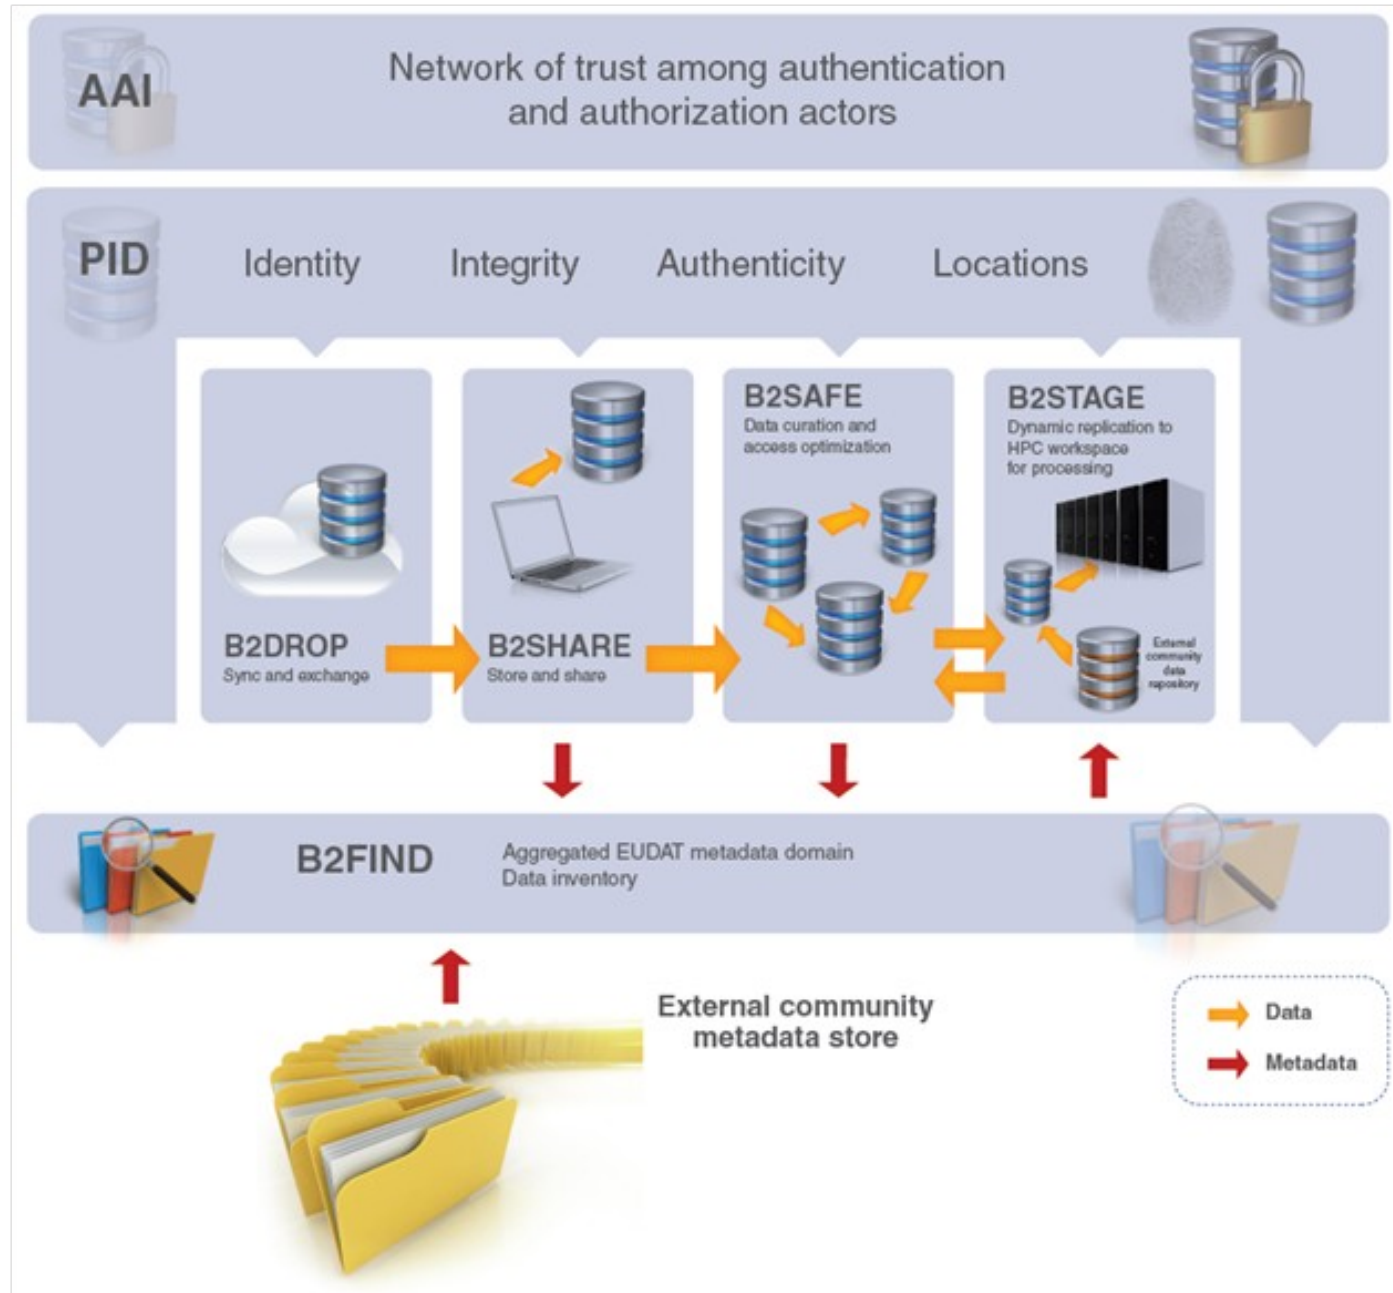 AAI
Network of trust among authentication
and authorization actors
PID
Identity
Integrity
Authenticity
Locations
B2DROP
Sync and exchange
B2SHARE
Store and share
B2SAFE
Data curation and
access optimization
B2STAGE
Dynamic replication to
HPC workspace
for processing
External
community
data
repository
B2FIND
Aggregated EUDAT metadata domain
Data inventory
External community
metadata store
Data
Metadata